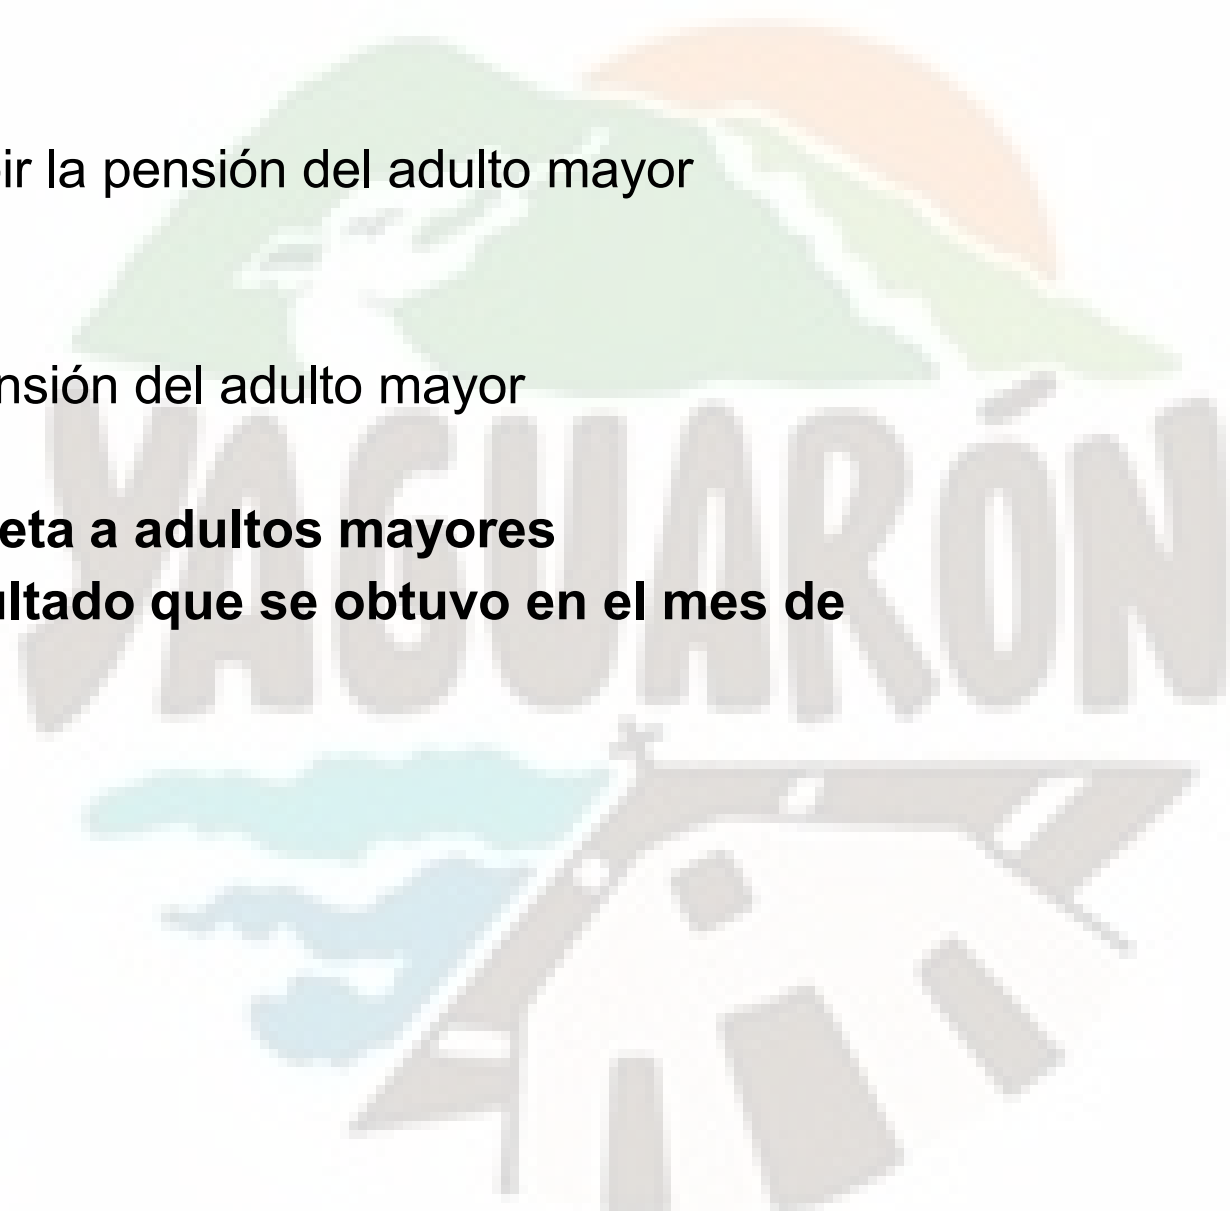 ir la pensión del adulto mayor
nsión del adulto mayor
eta a adultos mayores
ultado que se obtuvo en el mes de
YAGUARÓN